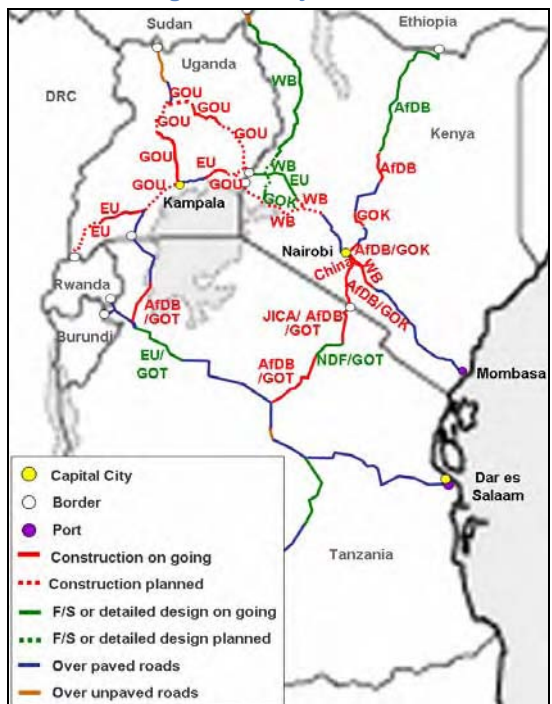 Sudan
Ethiopia
Uganda
WB
DRC
GOU
AfDB
GOU
GOU
Kenya
GOU
EU
WB
AfDB
GOU
GOU
EU
EU
Kampala
GOK
WB
GOK
EU
WB
Nairobi
AfDB/GOK
China
WB
AfDB/GOK
Rwanda
AfDB
/GOT
JICA/ AfDB
/GOT
Burundi
EU/
GOT
AfDB
/GOT
NDF/GOT
Mombasa
Dar es
Salaam
Tanzania
Capital City
Border
Port
Construction on going
Construction planned
F/S or detailed design on going
F/S or detailed design planned
Over paved roads
Over unpaved roads